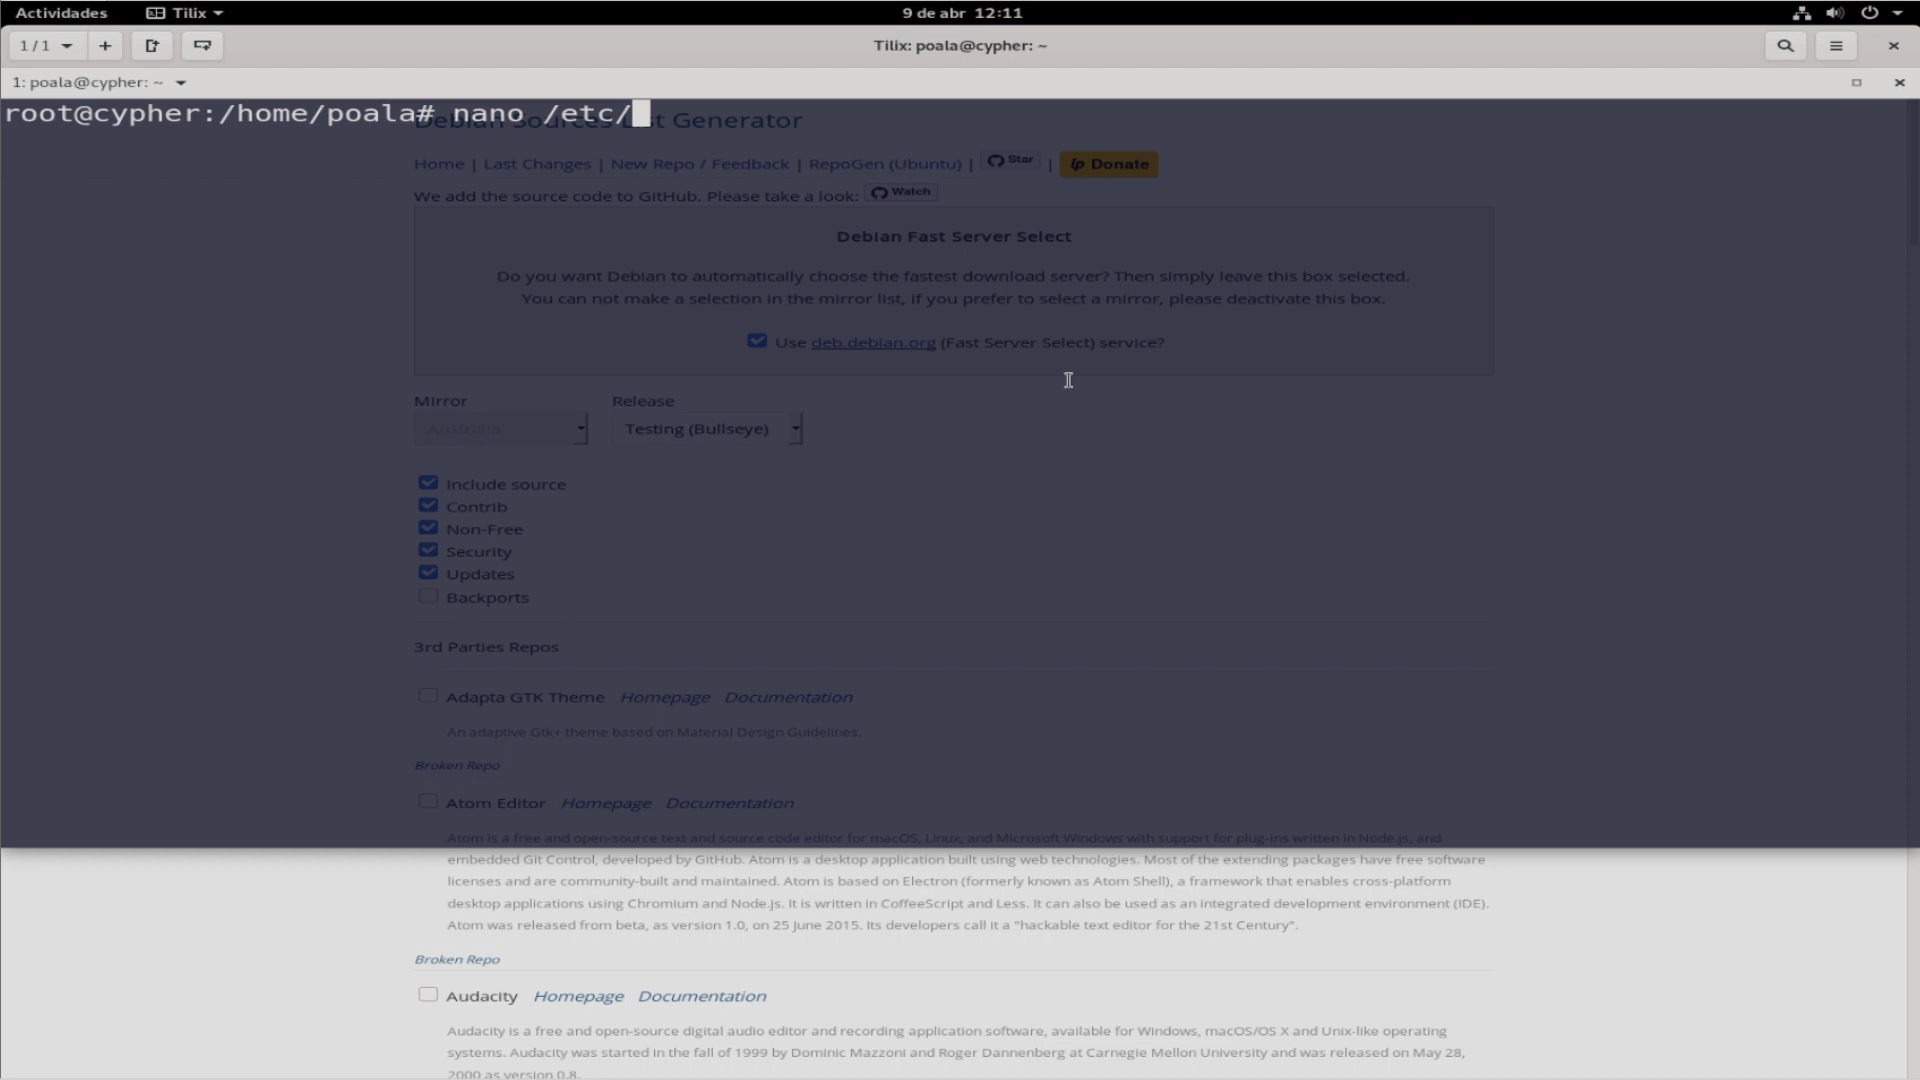 Actividades Tilix 9 de abr 12:11
1 / 1 Tilix: poala@cypher: ~
1: poala@cypher: ~
root@cypher:/home/poala# nano /etc/
Debian Sources List Generator
Home | Last Changes | New Repo / Feedback | RepoGen (Ubuntu) | Star | Donate
We add the source code to GitHub. Please take a look: Watch
Debian Fast Server Select
Do you want Debian to automatically choose the fastest download server? Then simply leave this box selected.
You can not make a selection in the mirror list, if you prefer to select a mirror, please deactivate this box.
Use deb.debian.org (Fast Server Select) service?
Mirror Release
Australia Testing (Bullseye)
Include source
Contrib
Non-Free
Security
Updates
Backports
3rd Parties Repos
Adapta GTK Theme Homepage Documentation
An adaptive Gtk+ theme based on Material Design Guidelines.
Broken Repo
Atom Editor Homepage Documentation
Atom is a free and open-source text and source code editor for macOS, Linux, and Microsoft Windows with support for plug-ins written in Node.js, and
embedded Git Control, developed by GitHub. Atom is a desktop application built using web technologies. Most of the extending packages have free software
licenses and are community-built and maintained. Atom is based on Electron (formerly known as Atom Shell), a framework that enables cross-platform
desktop applications using Chromium and Node.js. It is written in CoffeeScript and Less. It can also be used as an integrated development environment (IDE).
Atom was released from beta, as version 1.0, on 25 June 2015. Its developers call it a "hackable text editor for the 21st Century".
Broken Repo
Audacity Homepage Documentation
Audacity is a free and open-source digital audio editor and recording application software, available for Windows, macOS/OS X and Unix-like operating
systems. Audacity was started in the fall of 1999 by Dominic Mazzoni and Roger Dannenberg at Carnegie Mellon University and was released on May 28,
2000 as version 0.8.